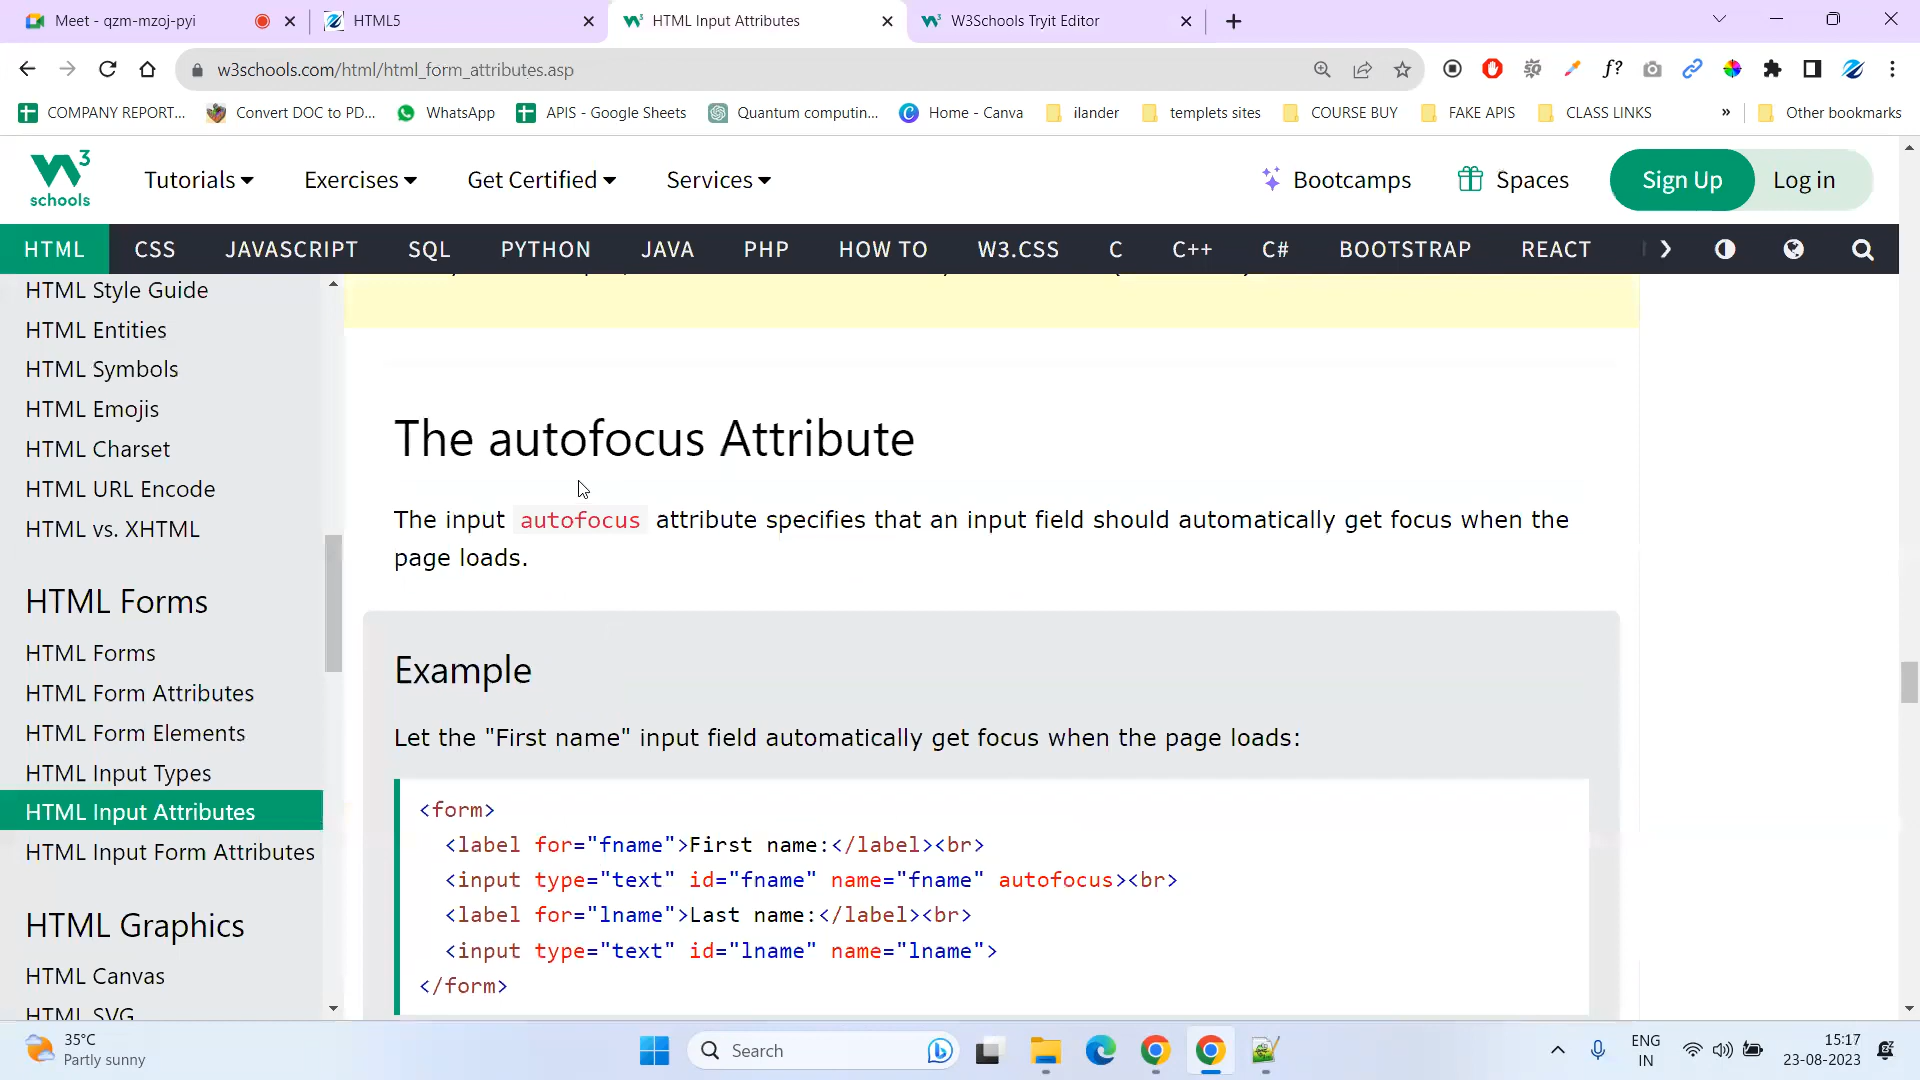 Meet - qzm-mzoj-pyi
HTML5
HTML Input Attributes
W3Schools Tryit Editor
w3schools.com/html/html_form_attributes.asp
f?
COMPANY REPORT...
Convert DOC to PD...
WhatsApp
APIS - Google Sheets
Quantum computin...
Home - Canva
ilander
templets sites
COURSE BUY
FAKE APIS
CLASS LINKS
»
Other bookmarks
W3 schools
Tutorials
Exercises
Get Certified
Services
Bootcamps
Spaces
Sign Up
Log in
HTML
CSS
JAVASCRIPT
SQL
PYTHON
JAVA
PHP
HOW TO
W3.CSS
C
C++
C#
BOOTSTRAP
REACT
HTML Style Guide
HTML Entities
HTML Symbols
HTML Emojis
HTML Charset
HTML URL Encode
HTML vs. XHTML
HTML Forms
HTML Forms
HTML Form Attributes
HTML Form Elements
HTML Input Types
HTML Input Attributes
HTML Input Form Attributes
HTML Graphics
HTML Canvas
HTML SVG
The autofocus Attribute
The input autofocus attribute specifies that an input field should automatically get focus when the
page loads.
Example
Let the "First name" input field automatically get focus when the page loads:
<form>
<label for="fname">First name:</label><br>
<input type="text" id="fname" name="fname" autofocus><br>
<label for="lname">Last name:</label><br>
<input type="text" id="lname" name="lname">
</form>
35°C
Partly sunny
Search
ENG
IN
15:17
23-08-2023